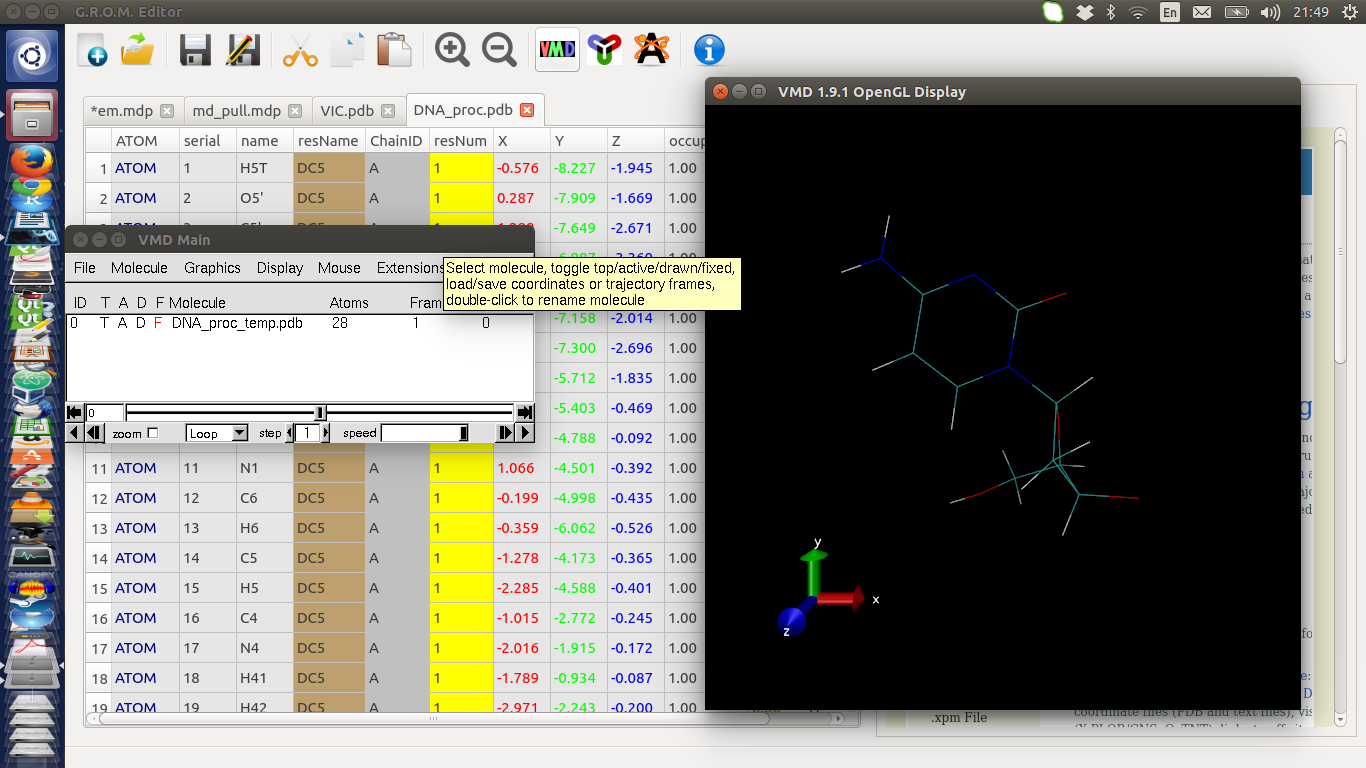 G.R.O.M. Editor
En
21:49
VMD
*em.mdp
md_pull.mdp
VIC.pdb
DNA_proc.pdb
VMD 1.9.1 OpenGL Display
ATOM serial name resName ChainID resNum X Y Z occup
1 ATOM 1 H5T DC5 A 1 -0.576 -8.227 -1.945 1.00
2 ATOM 2 O5' DC5 A 1 0.287 -7.909 -1.669 1.00
-7.649 -2.671 1.00
VMD Main
File Molecule Graphics Display Mouse Extensions
Select molecule, toggle top/active/drawn/fixed,
load/save coordinates or trajectory frames,
double-click to rename molecule
ID T A D F Molecule Atoms Fram
0 T A D F DNA_proc_temp.pdb 28 1 0
-7.158 -2.014 1.00
-7.300 -2.696 1.00
-5.712 -1.835 1.00
-5.403 -0.469 1.00
-4.788 -0.092 1.00
0
zoom Loop step 1 speed
11 ATOM 11 N1 DC5 A 1 1.066 -4.501 -0.392 1.00
12 ATOM 12 C6 DC5 A 1 -0.199 -4.998 -0.435 1.00
13 ATOM 13 H6 DC5 A 1 -0.359 -6.062 -0.526 1.00
14 ATOM 14 C5 DC5 A 1 -1.278 -4.173 -0.365 1.00
15 ATOM 15 H5 DC5 A 1 -2.285 -4.588 -0.401 1.00
16 ATOM 16 C4 DC5 A 1 -1.015 -2.772 -0.245 1.00
17 ATOM 17 N4 DC5 A 1 -2.016 -1.915 -0.172 1.00
18 ATOM 18 H41 DC5 A 1 -1.789 -0.934 -0.087 1.00
19 ATOM 19 H42 DC5 A 1 -2.971 -2.243 -0.200 1.00
y
x
z
.xpm File
coordinate files (PDB and text files), vis